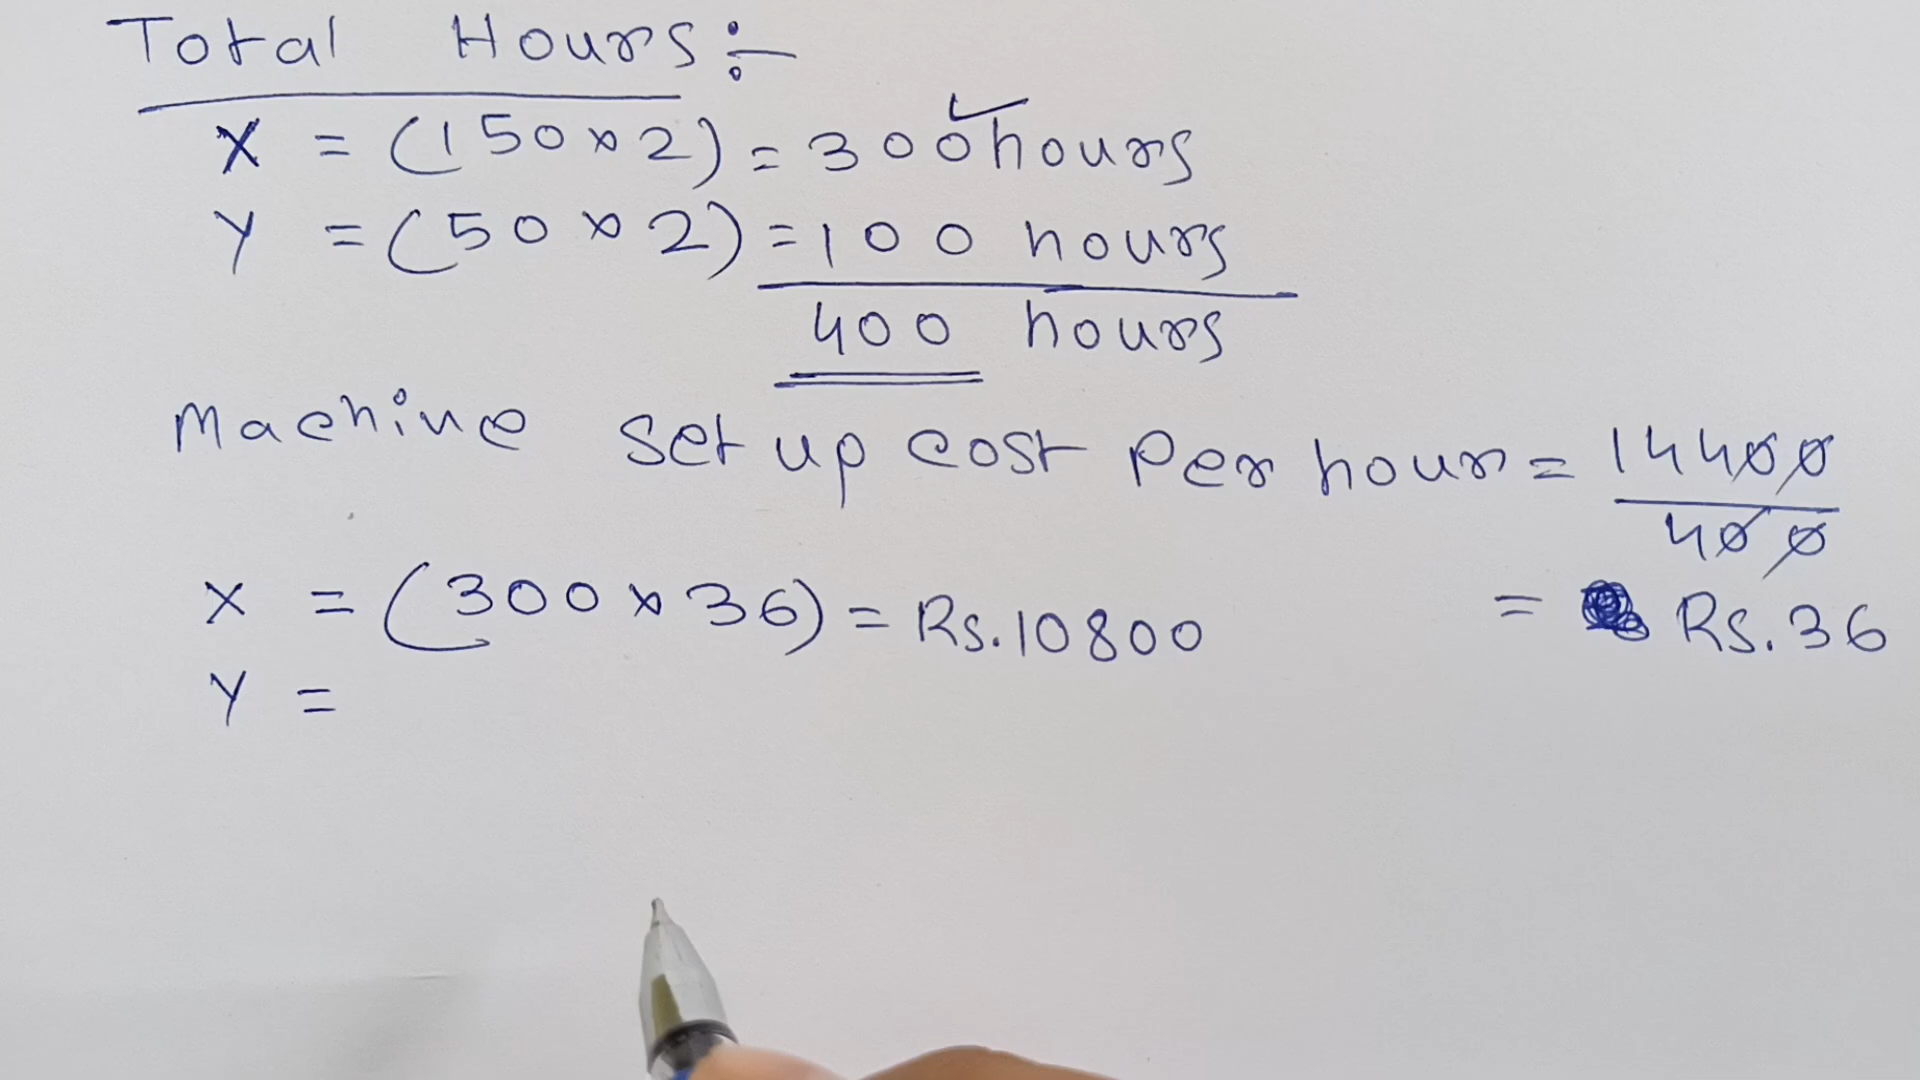 Total Hours:-
X = (150 x 2) = 300 hours
Y = (50 x 2) = 100 hours
400 hours
Machine set up cost Per hour = 14400
400
= Rs.36
X = (300 x 36) = Rs.10800
Y =